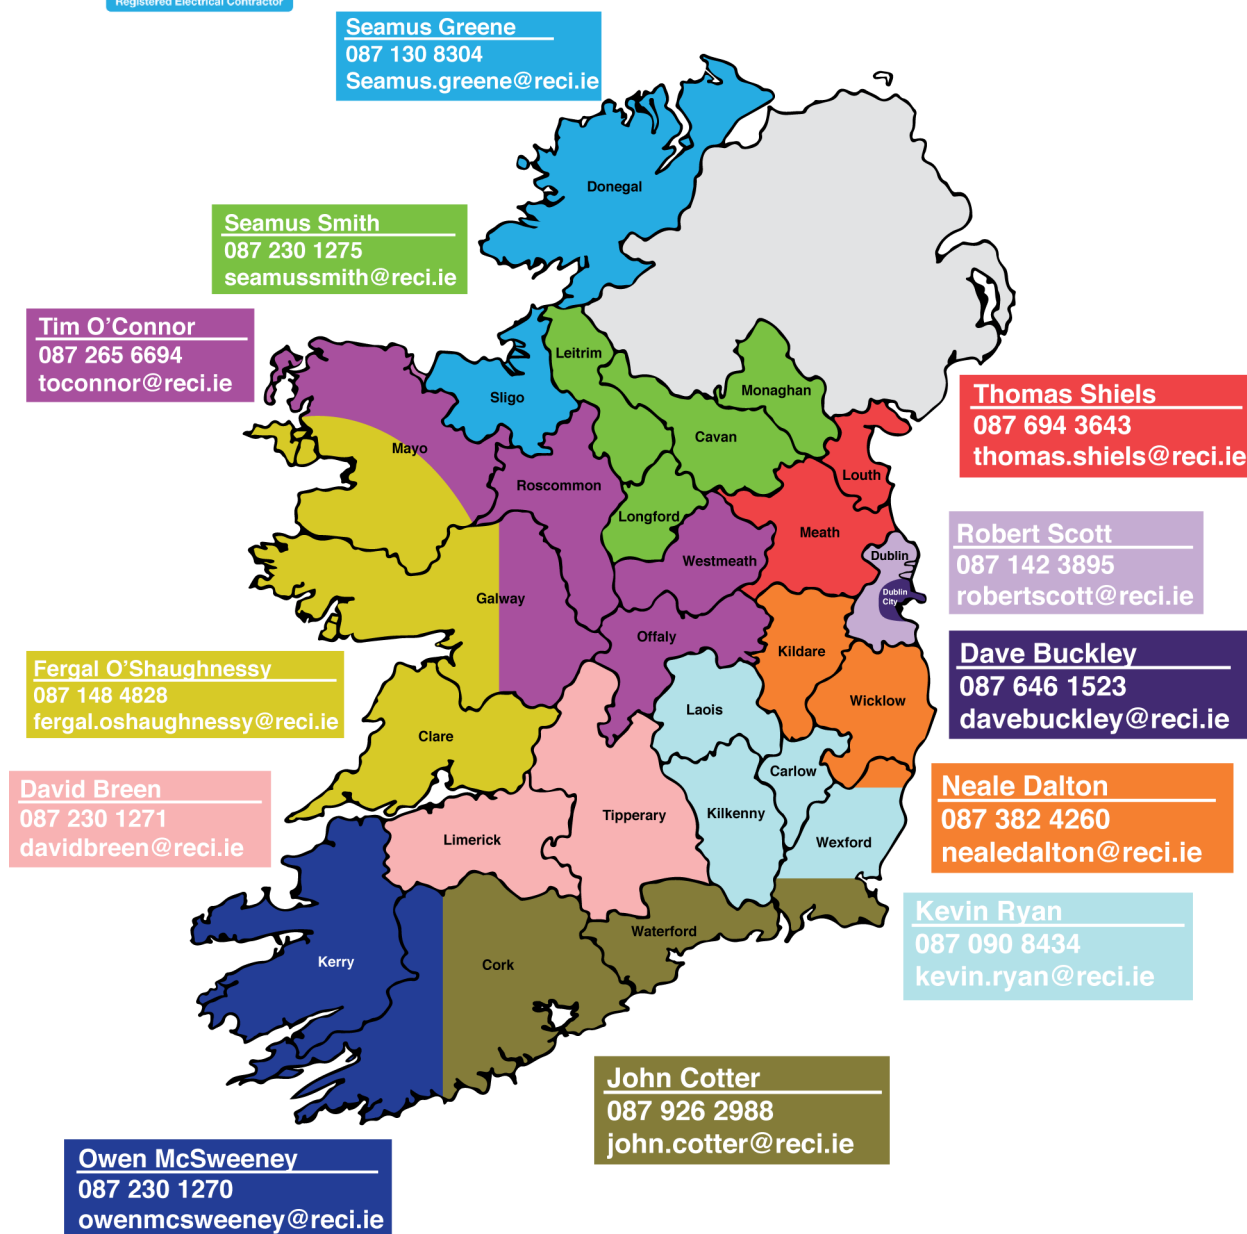 Registered Electrical Contractor
Seamus Greene
087 130 8304
Seamus.greene@reci.ie
Donegal
Seamus Smith
087 230 1275
seamussmith@reci.ie
Tim O'Connor
087 265 6694
toconnor@reci.ie
Leitrim
Sligo
Monaghan
Cavan
Mayo
Roscommon
Longford
Louth
Meath
Westmeath
Thomas Shiels
087 694 3643
thomas.shiels@reci.ie
Robert Scott
087 142 3895
robertscott@reci.ie
Dublin
Dublin
City
Galway
Offaly
Kildare
Wicklow
Laois
Clare
Carlow
Fergal O'Shaughnessy
087 148 4828
fergal.oshaughnessy@reci.ie
Dave Buckley
087 646 1523
davebuckley@reci.ie
David Breen
087 230 1271
davidbreen@reci.ie
Neale Dalton
087 382 4260
nealedalton@reci.ie
Limerick
Tipperary
Kilkenny
Wexford
Kevin Ryan
087 090 8434
kevin.ryan@reci.ie
Waterford
Kerry
Cork
John Cotter
087 926 2988
john.cotter@reci.ie
Owen McSweeney
087 230 1270
owenmcsweeney@reci.ie